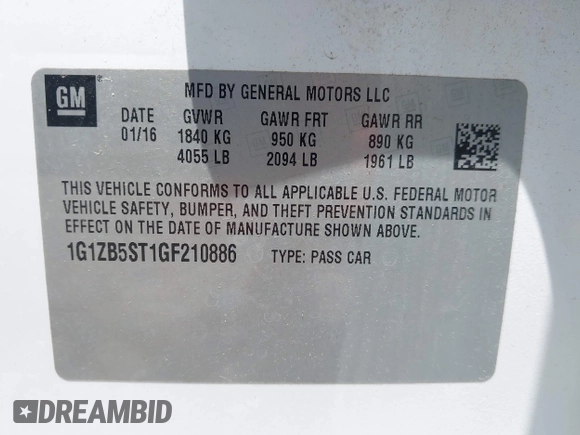 GM
MFD BY GENERAL MOTORS LLC
DATE GVWR GAWR FRT GAWR RR
01/16 1840 KG 950 KG 890 KG
4055 LB 2094 LB 1961 LB
THIS VEHICLE CONFORMS TO ALL APPLICABLE U.S. FEDERAL MOTOR
VEHICLE SAFETY, BUMPER, AND THEFT PREVENTION STANDARDS IN
EFFECT ON THE DATE OF MANUFACTURE SHOWN ABOVE.
1G1ZB5ST1GF210886 TYPE: PASS CAR
DREAMBID